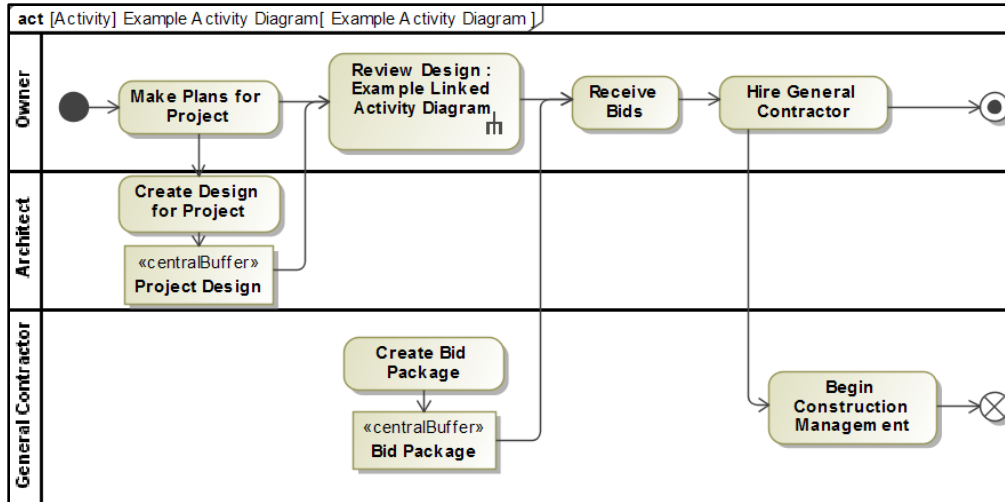 act [Activity] Example Activity Diagram[ Example Activity Diagram ]
Owner
Make Plans for
Project
Review Design :
Example Linked
Activity Diagram
Receive
Bids
Hire General
Contractor
Architect
Create Design
for Project
«centralBuffer»
Project Design
General Contractor
Create Bid
Package
«centralBuffer»
Bid Package
Begin
Construction
Management